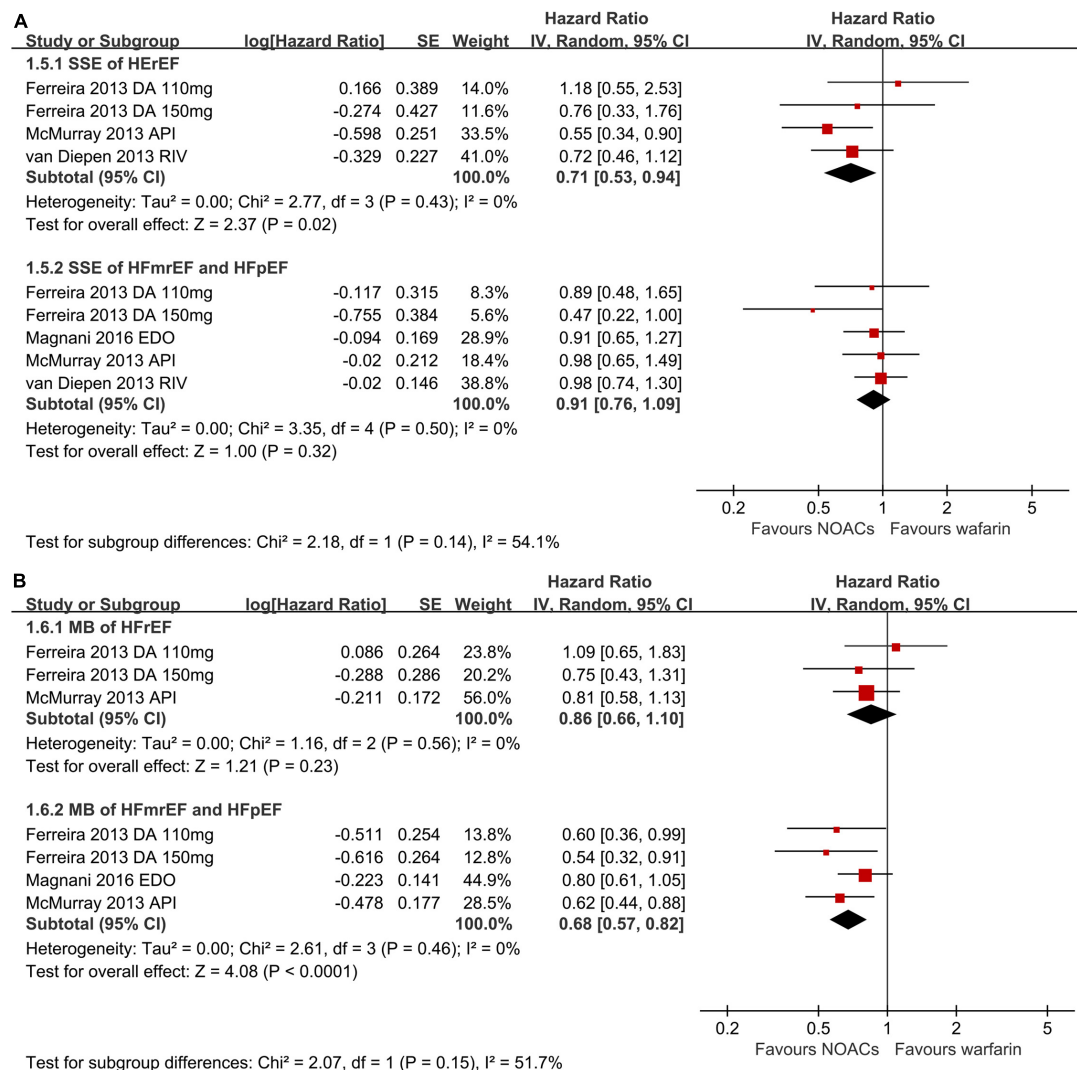 A
Hazard Ratio Hazard Ratio
Study or Subgroup log[Hazard Ratio] SE Weight IV, Random, 95% CI IV, Random, 95% CI
1.5.1 SSE of HErEF
Ferreira 2013 DA 110mg 0.166 0.389 14.0% 1.18 [0.55, 2.53]
Ferreira 2013 DA 150mg -0.274 0.427 11.6% 0.76 [0.33, 1.76]
McMurray 2013 API -0.598 0.251 33.5% 0.55 [0.34, 0.90]
van Diepen 2013 RIV -0.329 0.227 41.0% 0.72 [0.46, 1.12]
Subtotal (95% CI) 100.0% 0.71 [0.53, 0.94]
Heterogeneity: Tau² = 0.00; Chi² = 2.77, df = 3 (P = 0.43); I² = 0%
Test for overall effect: Z = 2.37 (P = 0.02)
1.5.2 SSE of HFmrEF and HFpEF
Ferreira 2013 DA 110mg -0.117 0.315 8.3% 0.89 [0.48, 1.65]
Ferreira 2013 DA 150mg -0.755 0.384 5.6% 0.47 [0.22, 1.00]
Magnani 2016 EDO -0.094 0.169 28.9% 0.91 [0.65, 1.27]
McMurray 2013 API -0.02 0.212 18.4% 0.98 [0.65, 1.49]
van Diepen 2013 RIV -0.02 0.146 38.8% 0.98 [0.74, 1.30]
Subtotal (95% CI) 100.0% 0.91 [0.76, 1.09]
Heterogeneity: Tau² = 0.00; Chi² = 3.35, df = 4 (P = 0.50); I² = 0%
Test for overall effect: Z = 1.00 (P = 0.32)
0.2 0.5 1 2 5
Favours NOACs Favours wafarin
Test for subgroup differences: Chi² = 2.18, df = 1 (P = 0.14), I² = 54.1%
B
Hazard Ratio Hazard Ratio
Study or Subgroup log[Hazard Ratio] SE Weight IV, Random, 95% CI IV, Random, 95% CI
1.6.1 MB of HFrEF
Ferreira 2013 DA 110mg 0.086 0.264 23.8% 1.09 [0.65, 1.83]
Ferreira 2013 DA 150mg -0.288 0.286 20.2% 0.75 [0.43, 1.31]
McMurray 2013 API -0.211 0.172 56.0% 0.81 [0.58, 1.13]
Subtotal (95% CI) 100.0% 0.86 [0.66, 1.10]
Heterogeneity: Tau² = 0.00; Chi² = 1.16, df = 2 (P = 0.56); I² = 0%
Test for overall effect: Z = 1.21 (P = 0.23)
1.6.2 MB of HFmrEF and HFpEF
Ferreira 2013 DA 110mg -0.511 0.254 13.8% 0.60 [0.36, 0.99]
Ferreira 2013 DA 150mg -0.616 0.264 12.8% 0.54 [0.32, 0.91]
Magnani 2016 EDO -0.223 0.141 44.9% 0.80 [0.61, 1.05]
McMurray 2013 API -0.478 0.177 28.5% 0.62 [0.44, 0.88]
Subtotal (95% CI) 100.0% 0.68 [0.57, 0.82]
Heterogeneity: Tau² = 0.00; Chi² = 2.61, df = 3 (P = 0.46); I² = 0%
Test for overall effect: Z = 4.08 (P < 0.0001)
0.2 0.5 1 2 5
Favours NOACs Favours warfarin
Test for subgroup differences: Chi² = 2.07, df = 1 (P = 0.15), I² = 51.7%